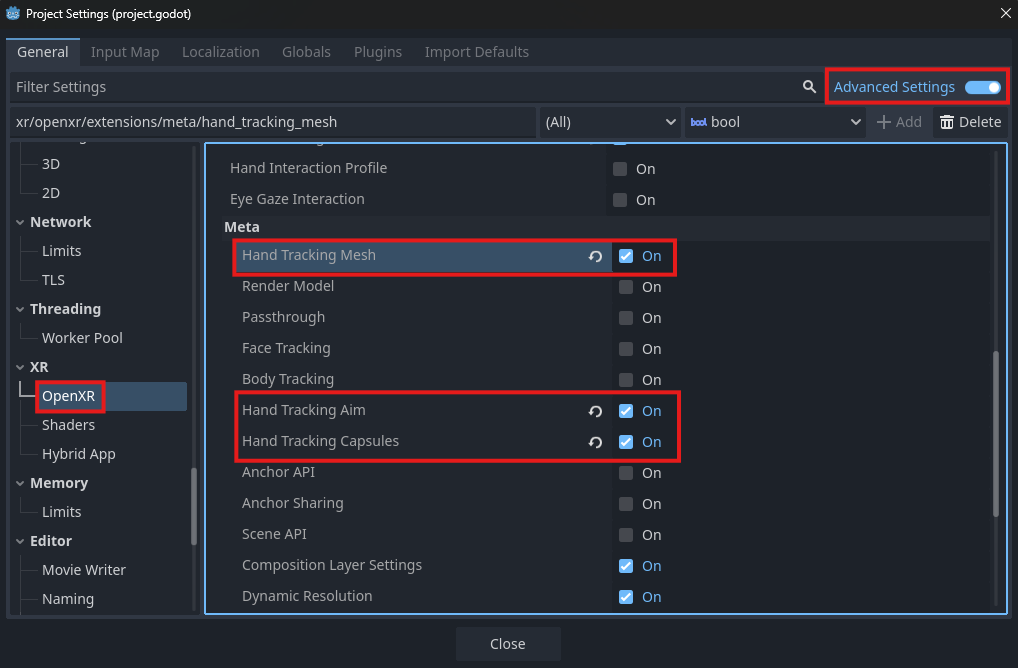 Project Settings (project.godot)
General Input Map Localization Globals Plugins Import Defaults
Filter Settings
Advanced Settings
xr/openxr/extensions/meta/hand_tracking_mesh (All) bool bool Add Delete
3D
2D
Network
Limits
TLS
Threading
Worker Pool
XR
OpenXR
Shaders
Hybrid App
Memory
Limits
Editor
Movie Writer
Naming
Hand Interaction Profile On
Eye Gaze Interaction On
Meta
Hand Tracking Mesh On
Render Model On
Passthrough On
Face Tracking On
Body Tracking On
Hand Tracking Aim On
Hand Tracking Capsules On
Anchor API On
Anchor Sharing On
Scene API On
Composition Layer Settings On
Dynamic Resolution On
Close